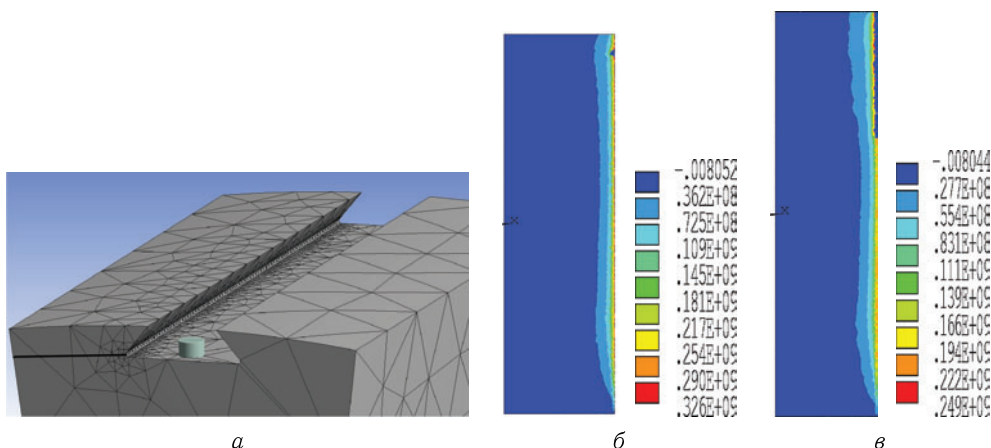 -.008052
.362E+08
.725E+08
.109E+09
.145E+09
.181E+09
.217E+09
.254E+09
.290E+09
.326E+09
-.008044
.277E+08
.554E+08
.831E+08
.111E+09
.139E+09
.166E+09
.194E+09
.222E+09
.249E+09
X
X
а
б
в